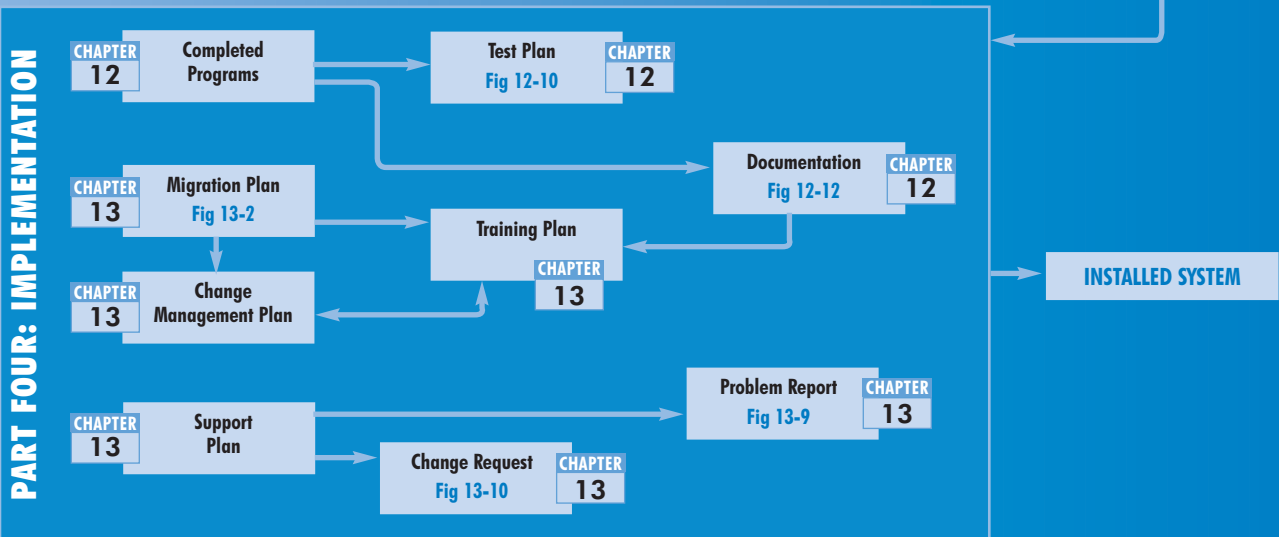 PART FOUR: IMPLEMENTATION
CHAPTER
12
Completed
Programs
Test Plan
Fig 12-10
CHAPTER
12
Documentation
Fig 12-12
CHAPTER
12
CHAPTER
13
Migration Plan
Fig 13-2
Training Plan
CHAPTER
13
CHAPTER
13
Change
Management Plan
INSTALLED SYSTEM
CHAPTER
13
Support
Plan
Problem Report
Fig 13-9
CHAPTER
13
Change Request
Fig 13-10
CHAPTER
13